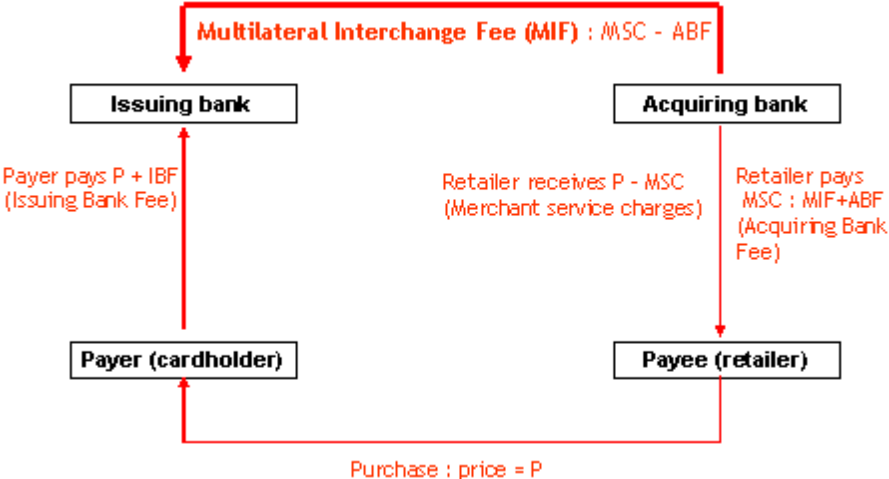 Multilateral Interchange Fee (MIF) : MSC - ABF
Issuing bank
Acquiring bank
Payer pays P + IBF
(Issuing Bank Fee)
Retailer receives P - MSC
(Merchant service charges)
Retailer pays
MSC : MIF+ABF
(Acquiring Bank
Fee)
Payer (cardholder)
Payee (retailer)
Purchase : price = P